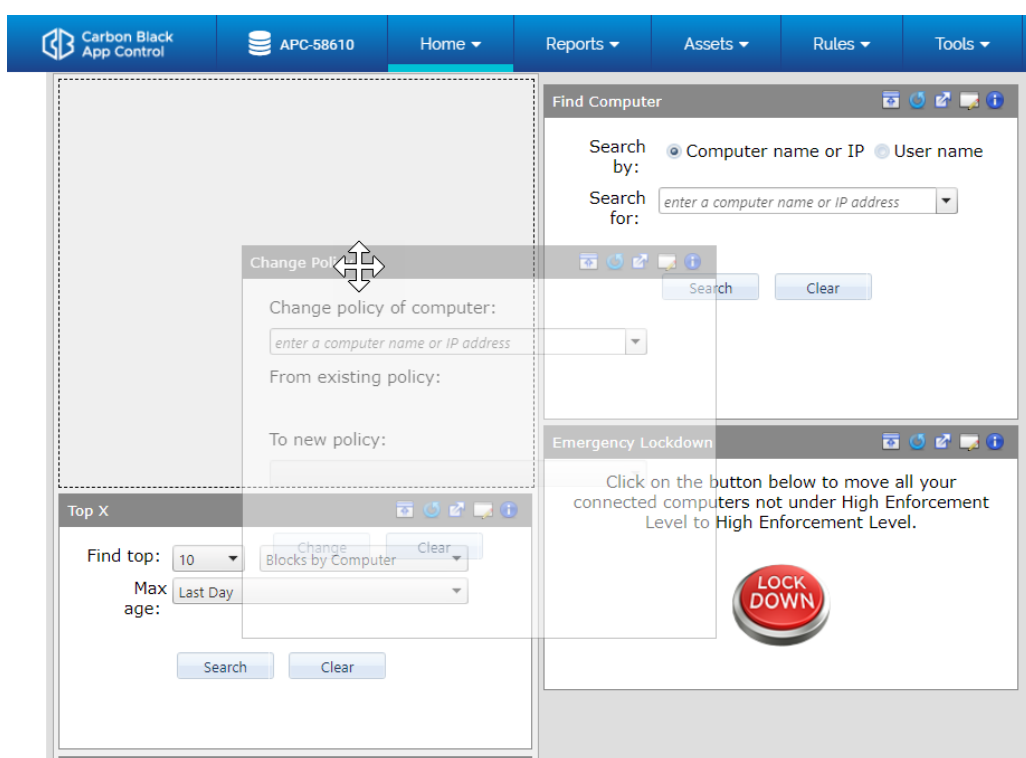 Carbon Black
App Control
APC-58610
Home
Reports
Assets
Rules
Tools
Find Computer
Search by:
Computer name or IP
User name
Search for:
enter a computer name or IP address
Search
Clear
Change
Change policy of computer:
enter a computer name or IP address
From existing policy:
To new policy:
Change
Clear
Emergency Lockdown
Click on the button below to move all your
connected computers not under High Enforcement
Level to High Enforcement Level.
LOCK
DOWN
Top X
Find top:
10
Blocks by Computer
Max
age:
Last Day
Search
Clear